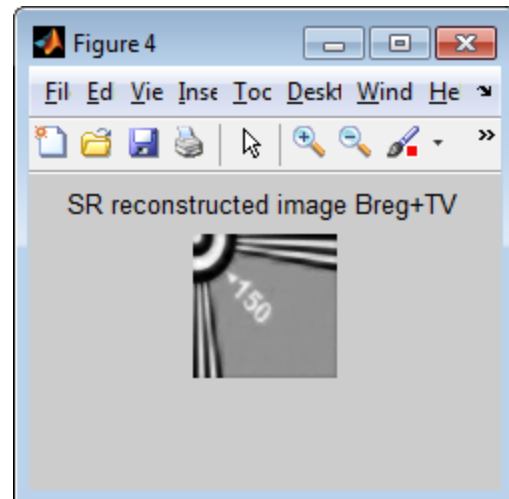 Figure 4
Fil Ed Vie Inse Toc Deskt Wind He
SR reconstructed image Breg+TV
150